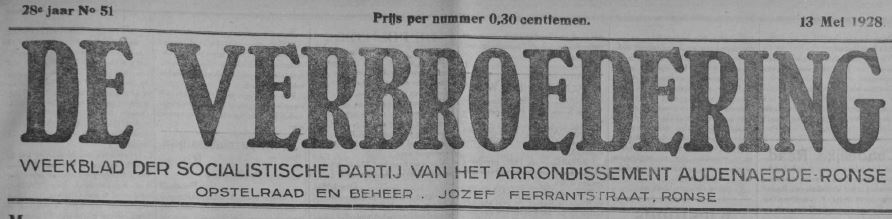 28e jaar No 51 Prijs per nummer 0,30 centiemen. 13 Mei 1928
DE VERBROEDERING
WEEKBLAD DER SOCIALISTISCHE PARTIJ VAN HET ARRONDISSEMENT AUDENAERDE-RONSE
OPSTELRAAD EN BEHEER . JOZEF FERRANTSTRAAT, RONSE